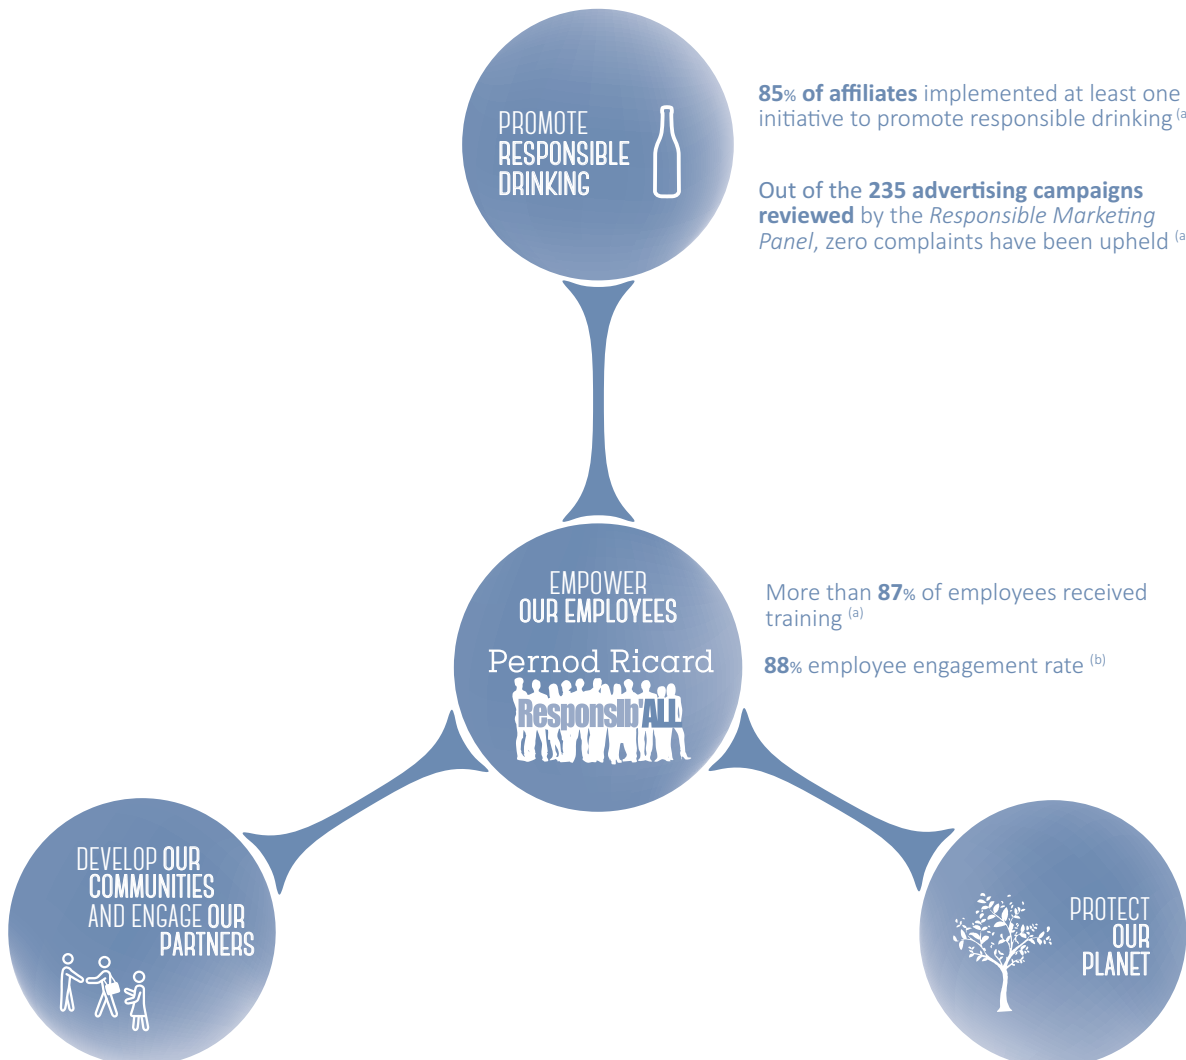 PROMOTE
RESPONSIBLE
DRINKING
85% of affiliates implemented at least one
initiative to promote responsible drinking (a
Out of the 235 advertising campaigns
reviewed by the Responsible Marketing
Panel, zero complaints have been upheld (a
EMPOWER
OUR EMPLOYEES
Pernod Ricard
Responsib'ALL
More than 87% of employees received
training (a)
88% employee engagement rate (b)
DEVELOP OUR
COMMUNITIES
AND ENGAGE OUR
PARTNERS
PROTECT
OUR
PLANET